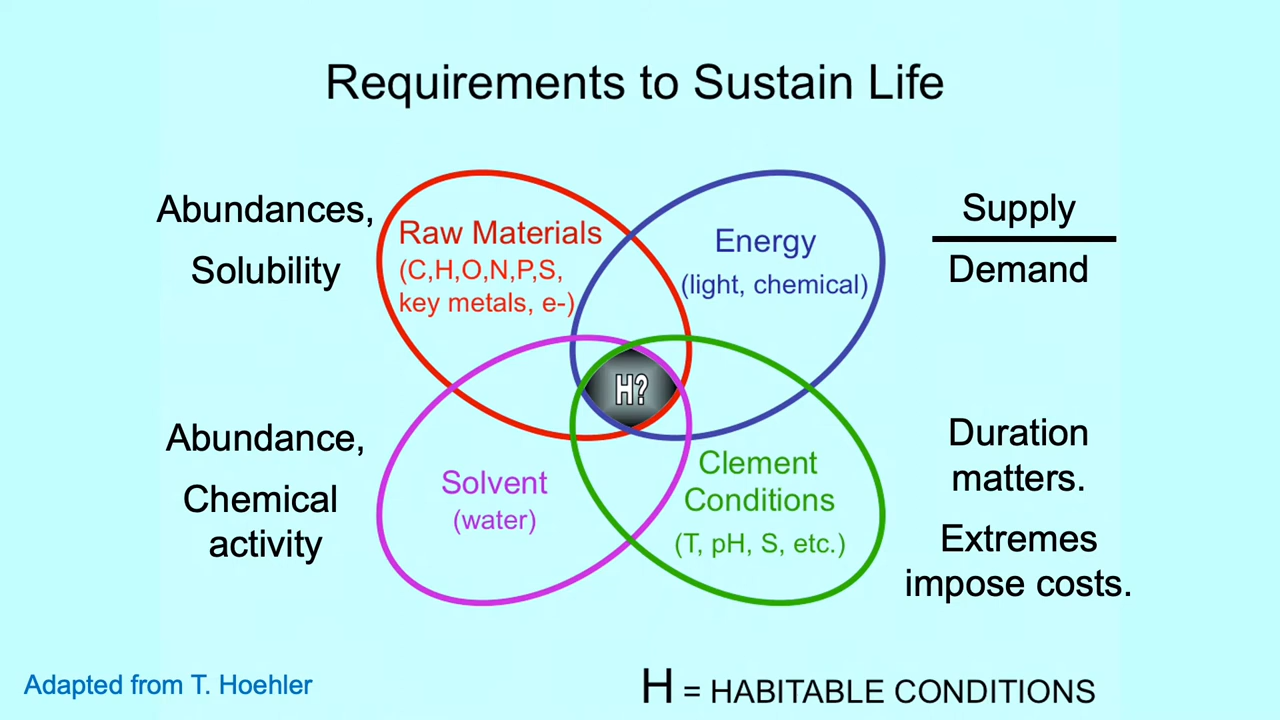 Requirements to Sustain Life
Abundances,
Solubility
Raw Materials
(C,H,O,N,P,S,
key metals, e-)
Energy
(light, chemical)
Supply
Demand
H?
Abundance,
Chemical
activity
Solvent
(water)
Clement
Conditions
(T, pH, S, etc.)
Duration
matters.
Extremes
impose costs.
Adapted from T. Hoehler
H = HABITABLE CONDITIONS